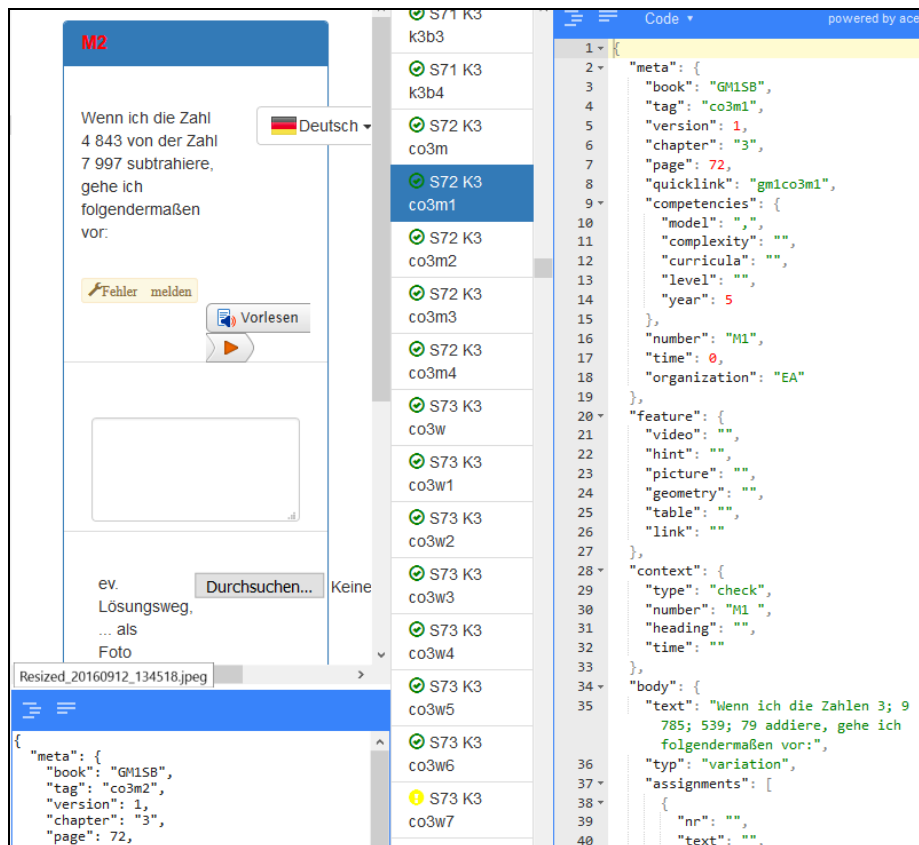 M2
Wenn ich die Zahl
4 843 von der Zahl
7 997 subtrahiere,
gehe ich
folgendermaßen
vor:
Deutsch
Fehler melden
Vorlesen
ev.
Lösungsweg,
... als
Foto
Durchsuchen...
Keine
Resized_20160912_134518.jpeg
{
"meta": {
"book": "GM1SB",
"tag": "co3m2",
"version": 1,
"chapter": "3",
"page": 72,
S71 K3
k3b3
S71 K3
k3b4
S72 K3
co3m
S72 K3
co3m1
S72 K3
co3m2
S72 K3
co3m3
S72 K3
co3m4
S73 K3
co3w
S73 K3
co3w1
S73 K3
co3w2
S73 K3
co3w3
S73 K3
co3w4
S73 K3
co3w5
S73 K3
co3w6
S73 K3
co3w7
Code
powered by ace
1 {
2 "meta": {
3 "book": "GM1SB",
4 "tag": "co3m1",
5 "version": 1,
6 "chapter": "3",
7 "page": 72,
8 "quicklink": "gm1co3m1",
9 "competencies": {
10 "model": ",",
11 "complexity": "",
12 "curricula": "",
13 "level": "",
14 "year": 5
15 },
16 "number": "M1",
17 "time": 0,
18 "organization": "EA"
19 },
20 "feature": {
21 "video": "",
22 "hint": "",
23 "picture": "",
24 "geometry": "",
25 "table": "",
26 "link": ""
27 },
28 "context": {
29 "type": "check",
30 "number": "M1 ",
31 "heading": "",
32 "time": ""
33 },
34 "body": {
35 "text": "Wenn ich die Zahlen 3; 9
785; 539; 79 addiere, gehe ich
folgendermaßen vor:",
36 "typ": "variation",
37 "assignments": [
38 {
39 "nr": "",
40 "text": "",